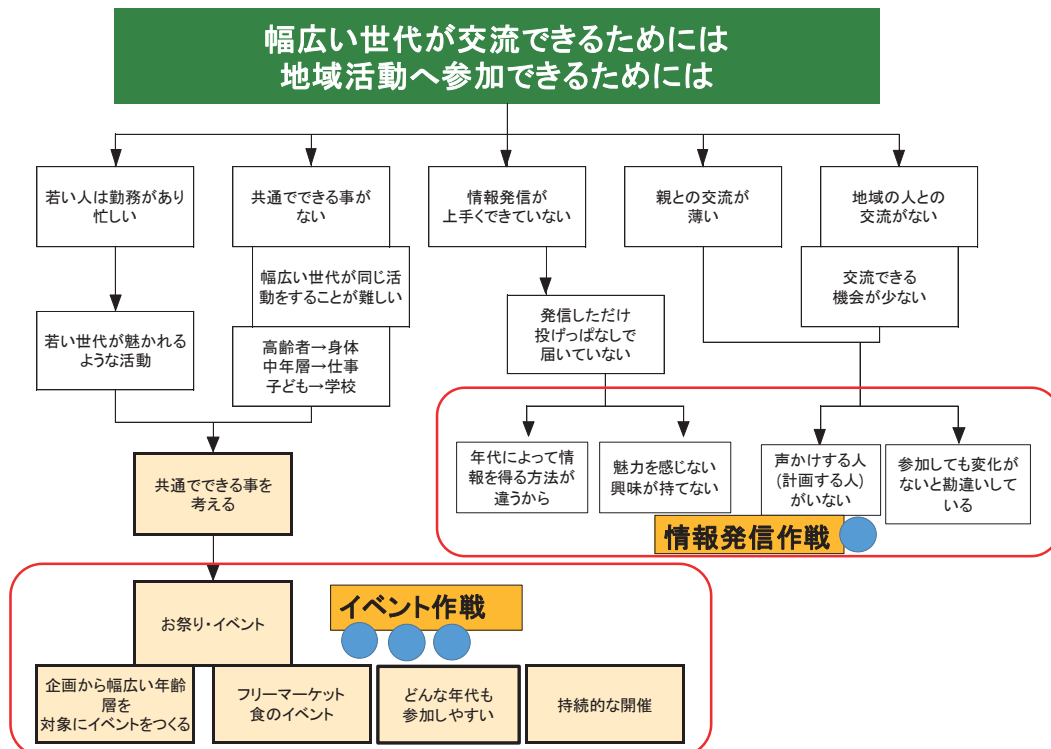 幅広い世代が交流できるためには
地域活動へ参加できるためには
若い人は勤務があり
忙しい
共通でできる事が
ない
情報発信が
上手くできていない
親との交流が
薄い
地域の人との
交流がない
幅広い世代が同じ活
動をすることが難しい
交流できる
機会が少ない
若い世代が魅かれる
ような活動
高齢者→身体
中年層→仕事
子ども→学校
発信しただけ
投げっぱなしで
届いていない
共通でできる事を
考える
年代によって情
報を得る方法が
違うから
魅力を感じない
興味が持てない
声かけする人
(計画する人)
がいない
参加しても変化が
ないと勘違いして
いる
情報発信作戦
お祭り・イベント
イベント作戦
企画から幅広い年齢
層を
対象にイベントをつくる
フリーマーケット
食のイベント
どんな年代も
参加しやすい
持続的な開催